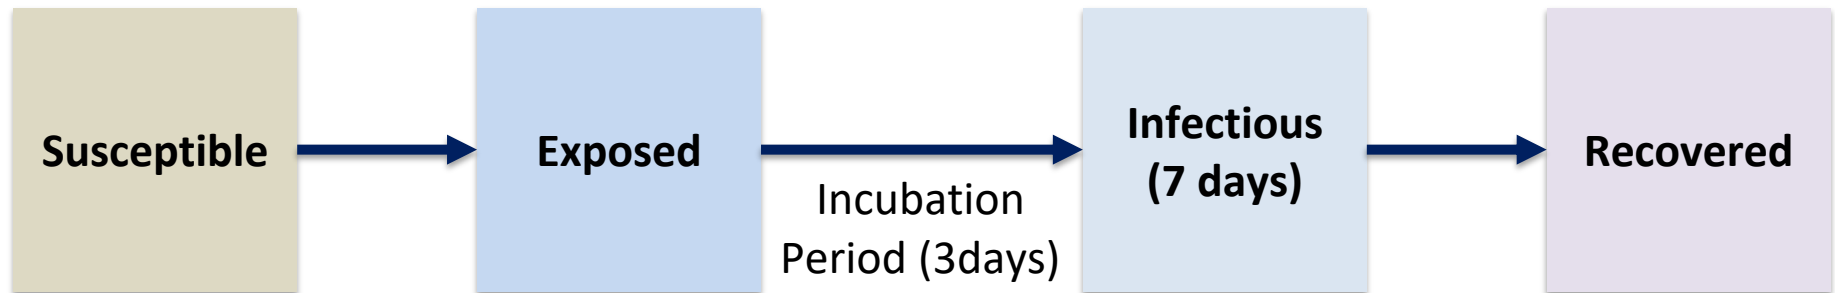 Susceptible
Exposed
Incubation
Period (3days)
Infectious
(7 days)
Recovered